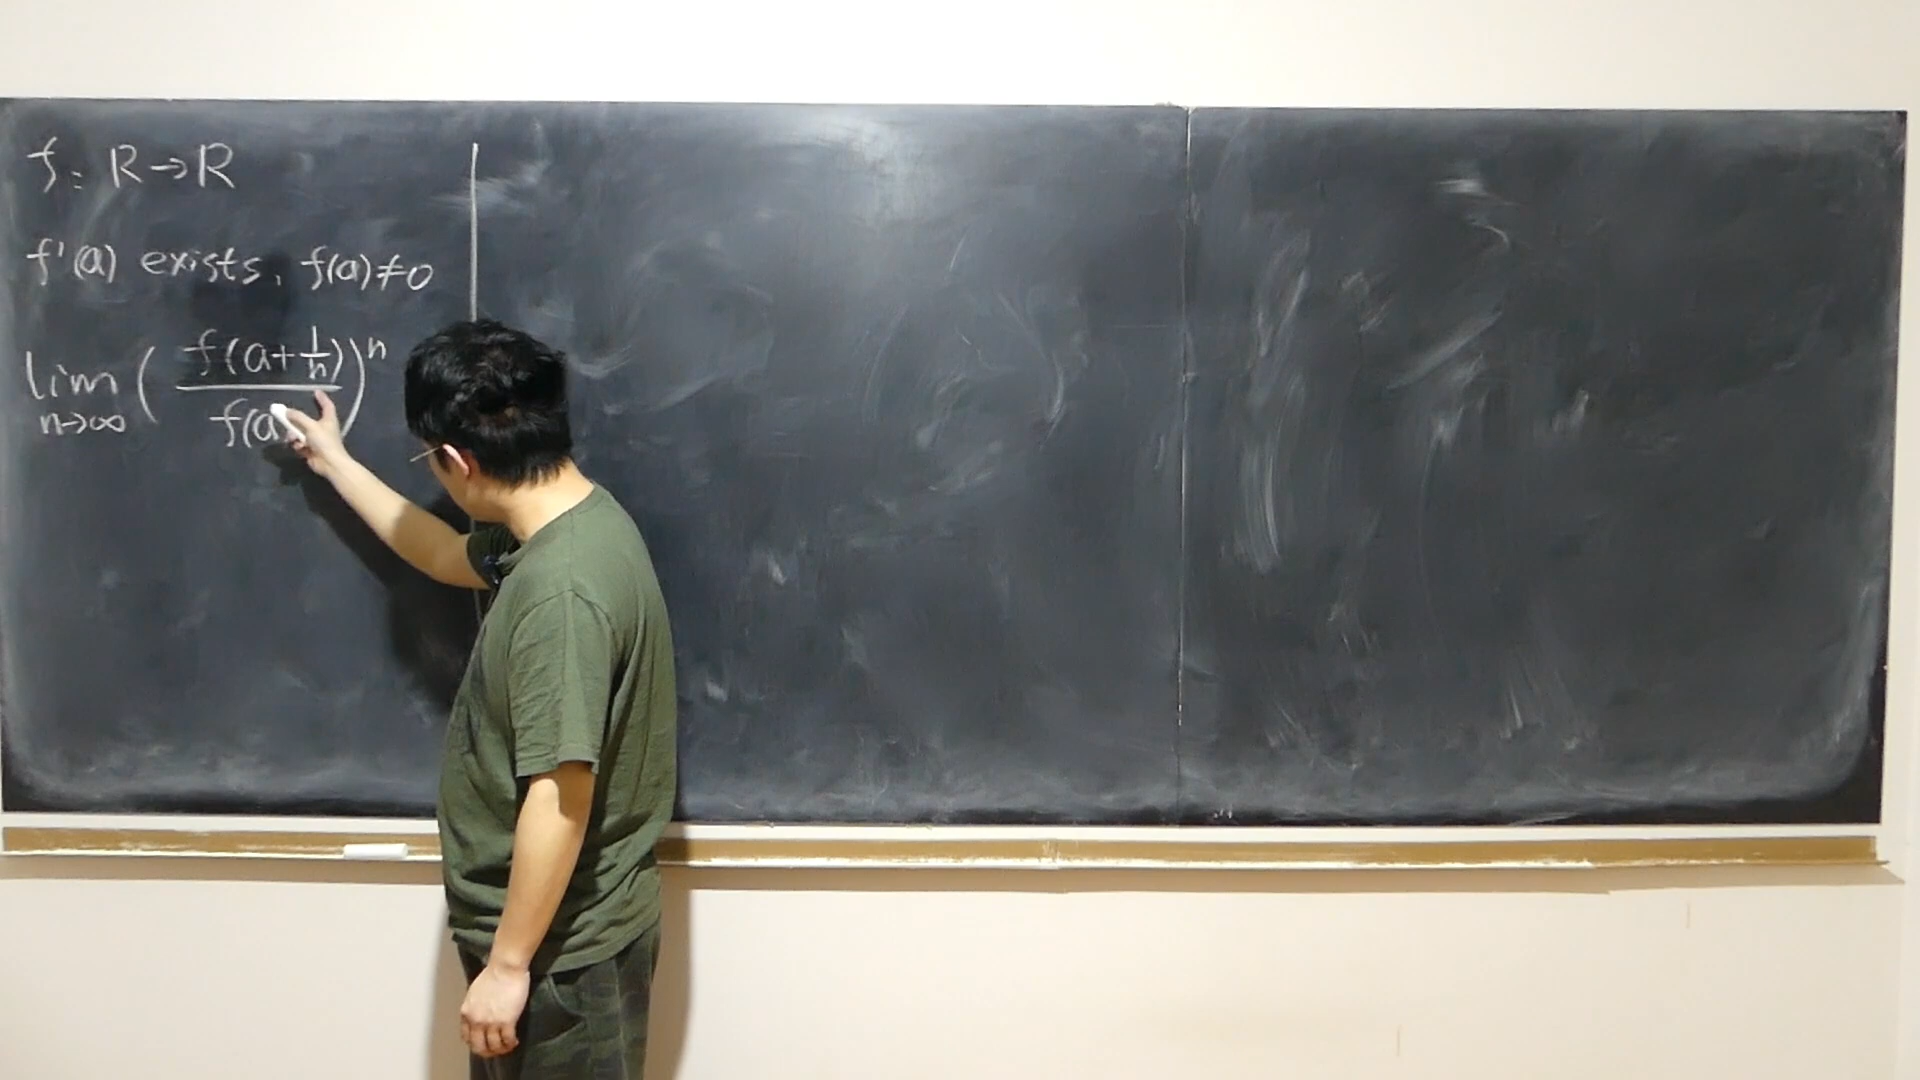 f: R→R
f'(a) exists, f(a)≠0
lim n→∞ ( f(a+1/n) / f(a) )^n